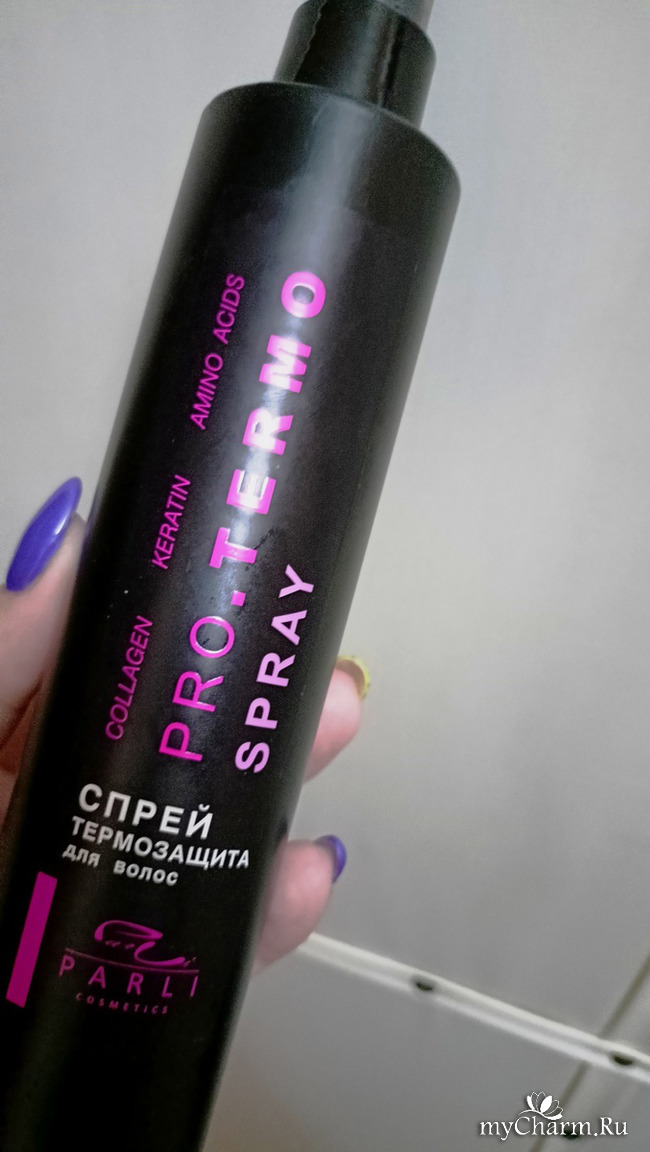 COLLAGEN KERATIN AMINO ACIDS
PRO.TERMO
SPRAY
СПРЕЙ
ТЕРМОЗАЩИТА
для волос
PARLI
COSMETICS
myCharm.Ru